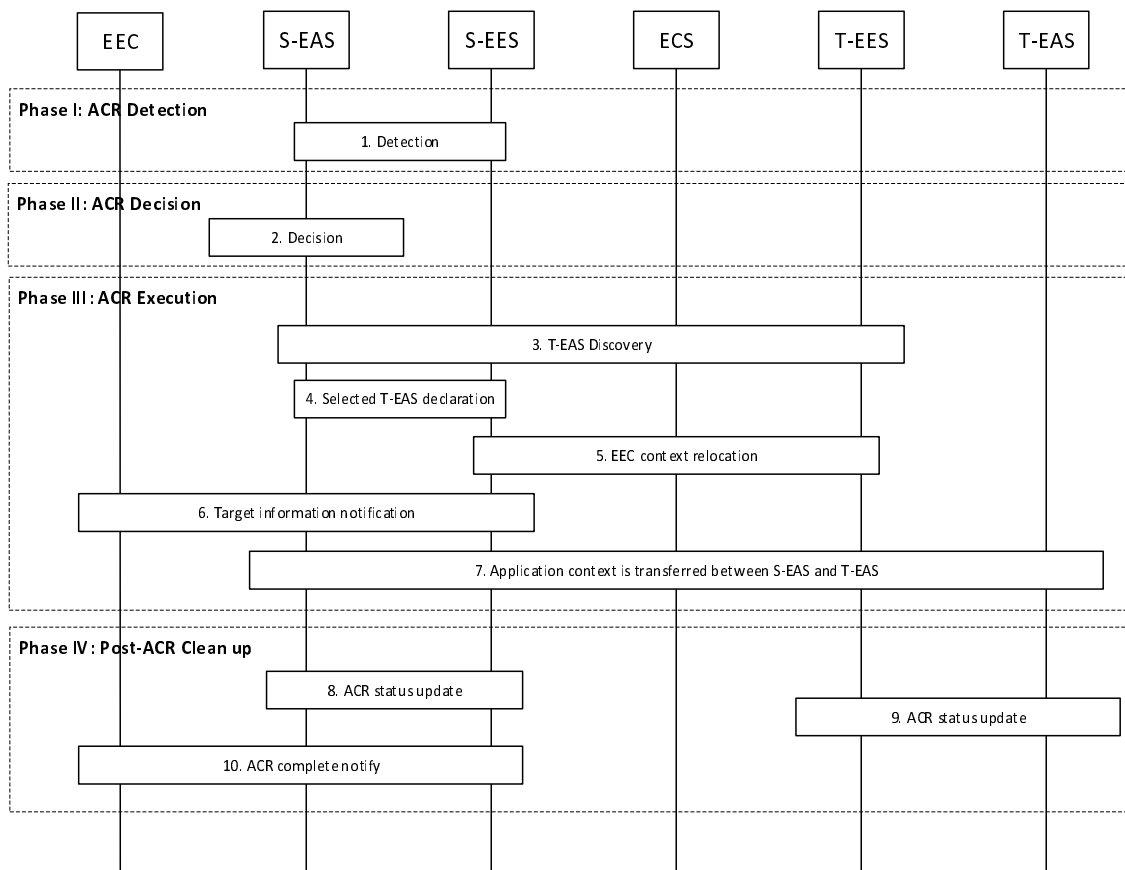 EEC
S-EAS
S-EES
ECS
T-EES
T-EAS
Phase I: ACR Detection
1. Detection
Phase II: ACR Decision
2. Decision
Phase III: ACR Execution
3. T-EAS Discovery
4. Selected T-EAS declaration
5. EEC context relocation
6. Target information notification
7. Application context is transferred between S-EAS and T-EAS
Phase IV: Post-ACR Clean up
8. ACR status update
9. ACR status update
10. ACR complete notify